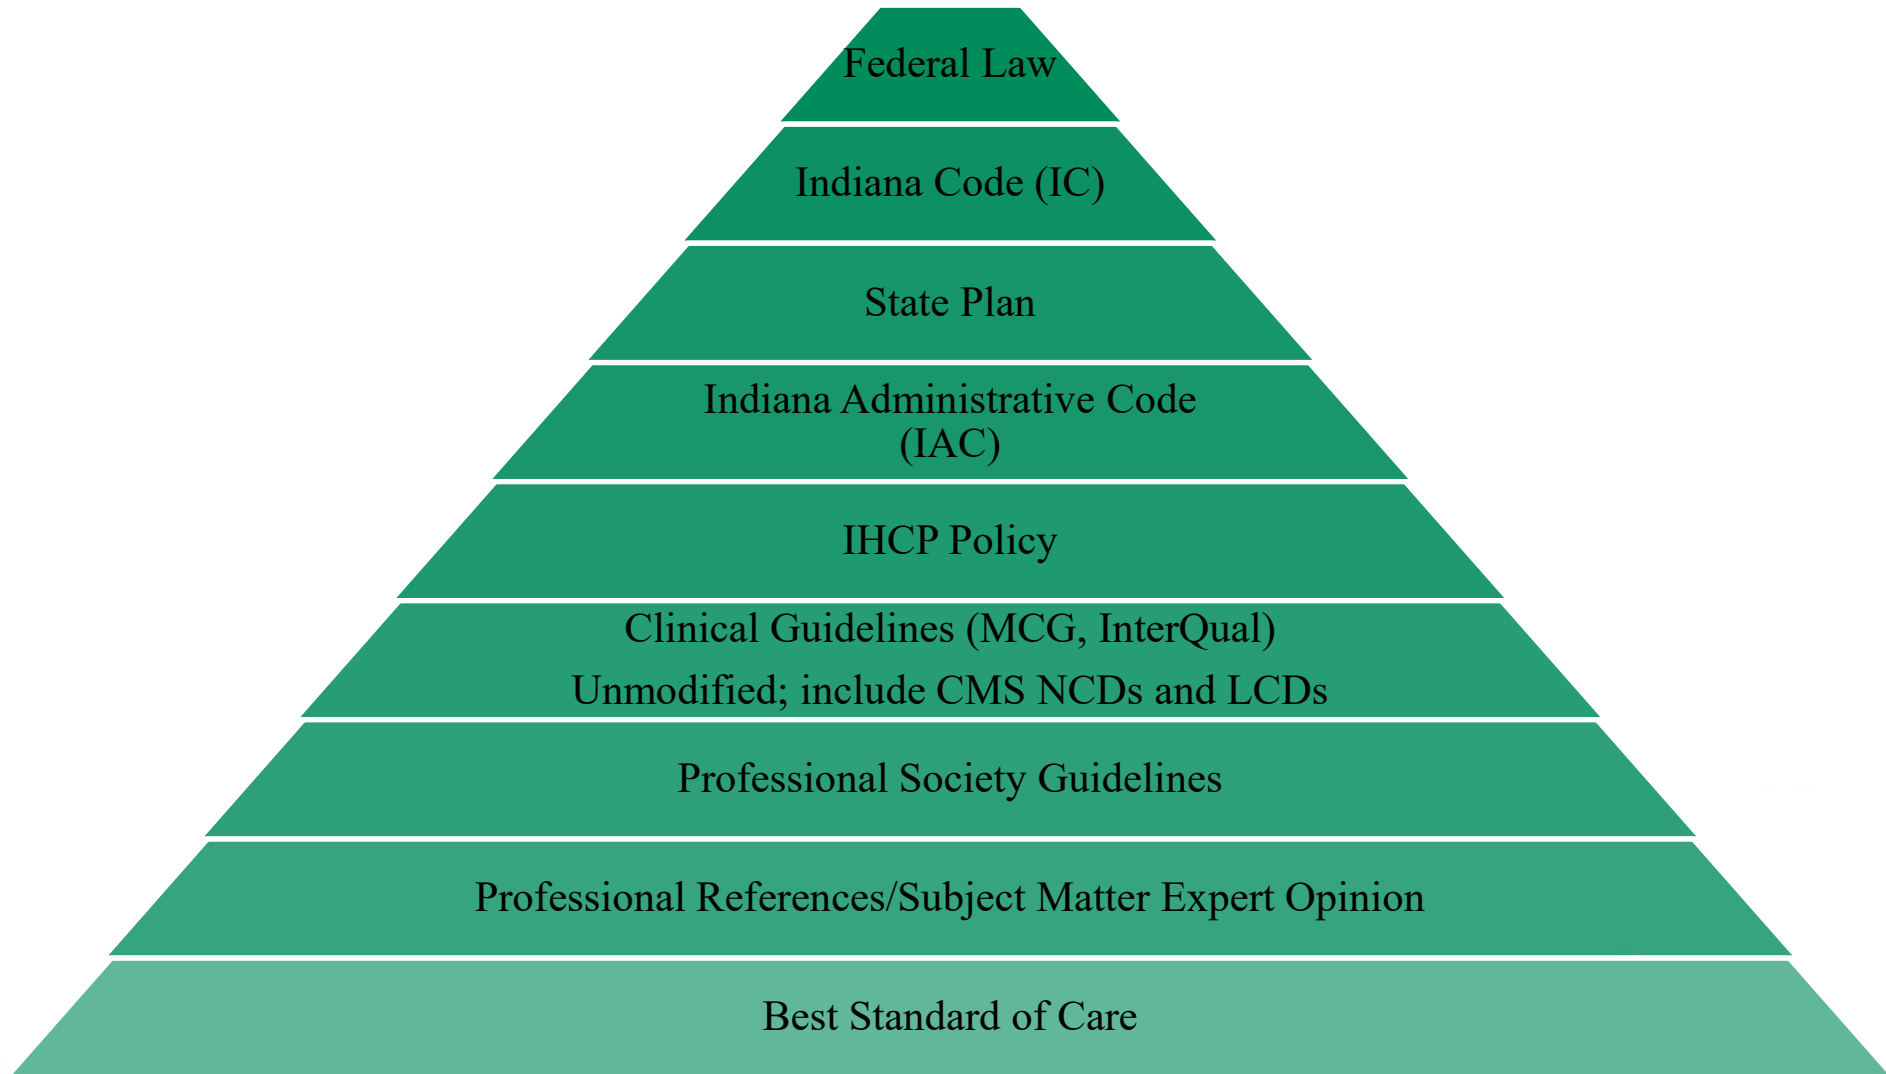 Federal Law
Indiana Code (IC)
State Plan
Indiana Administrative Code
(IAC)
IHCP Policy
Clinical Guidelines (MCG, InterQual)
Unmodified; include CMS NCDs and LCDs
Professional Society Guidelines
Professional References/Subject Matter Expert Opinion
Best Standard of Care